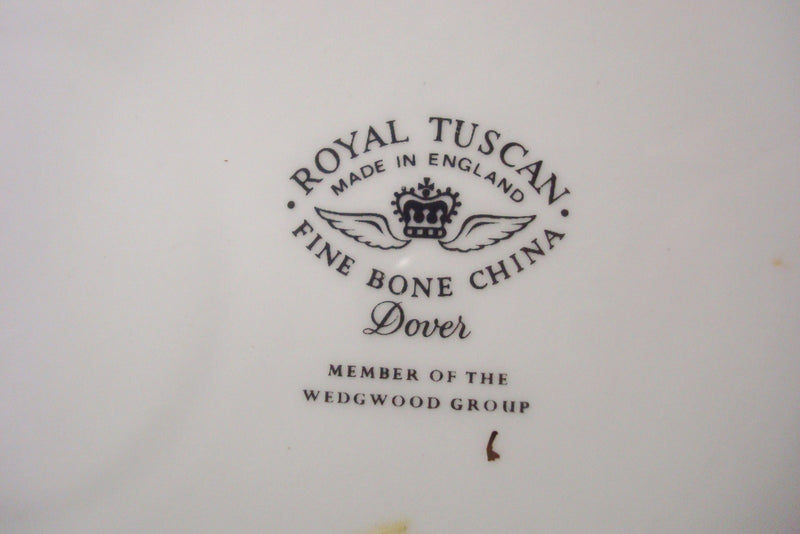 ROYAL TUSCAN
MADE IN ENGLAND
FINE BONE CHINA
Dover
MEMBER OF THE
WEDGWOOD GROUP